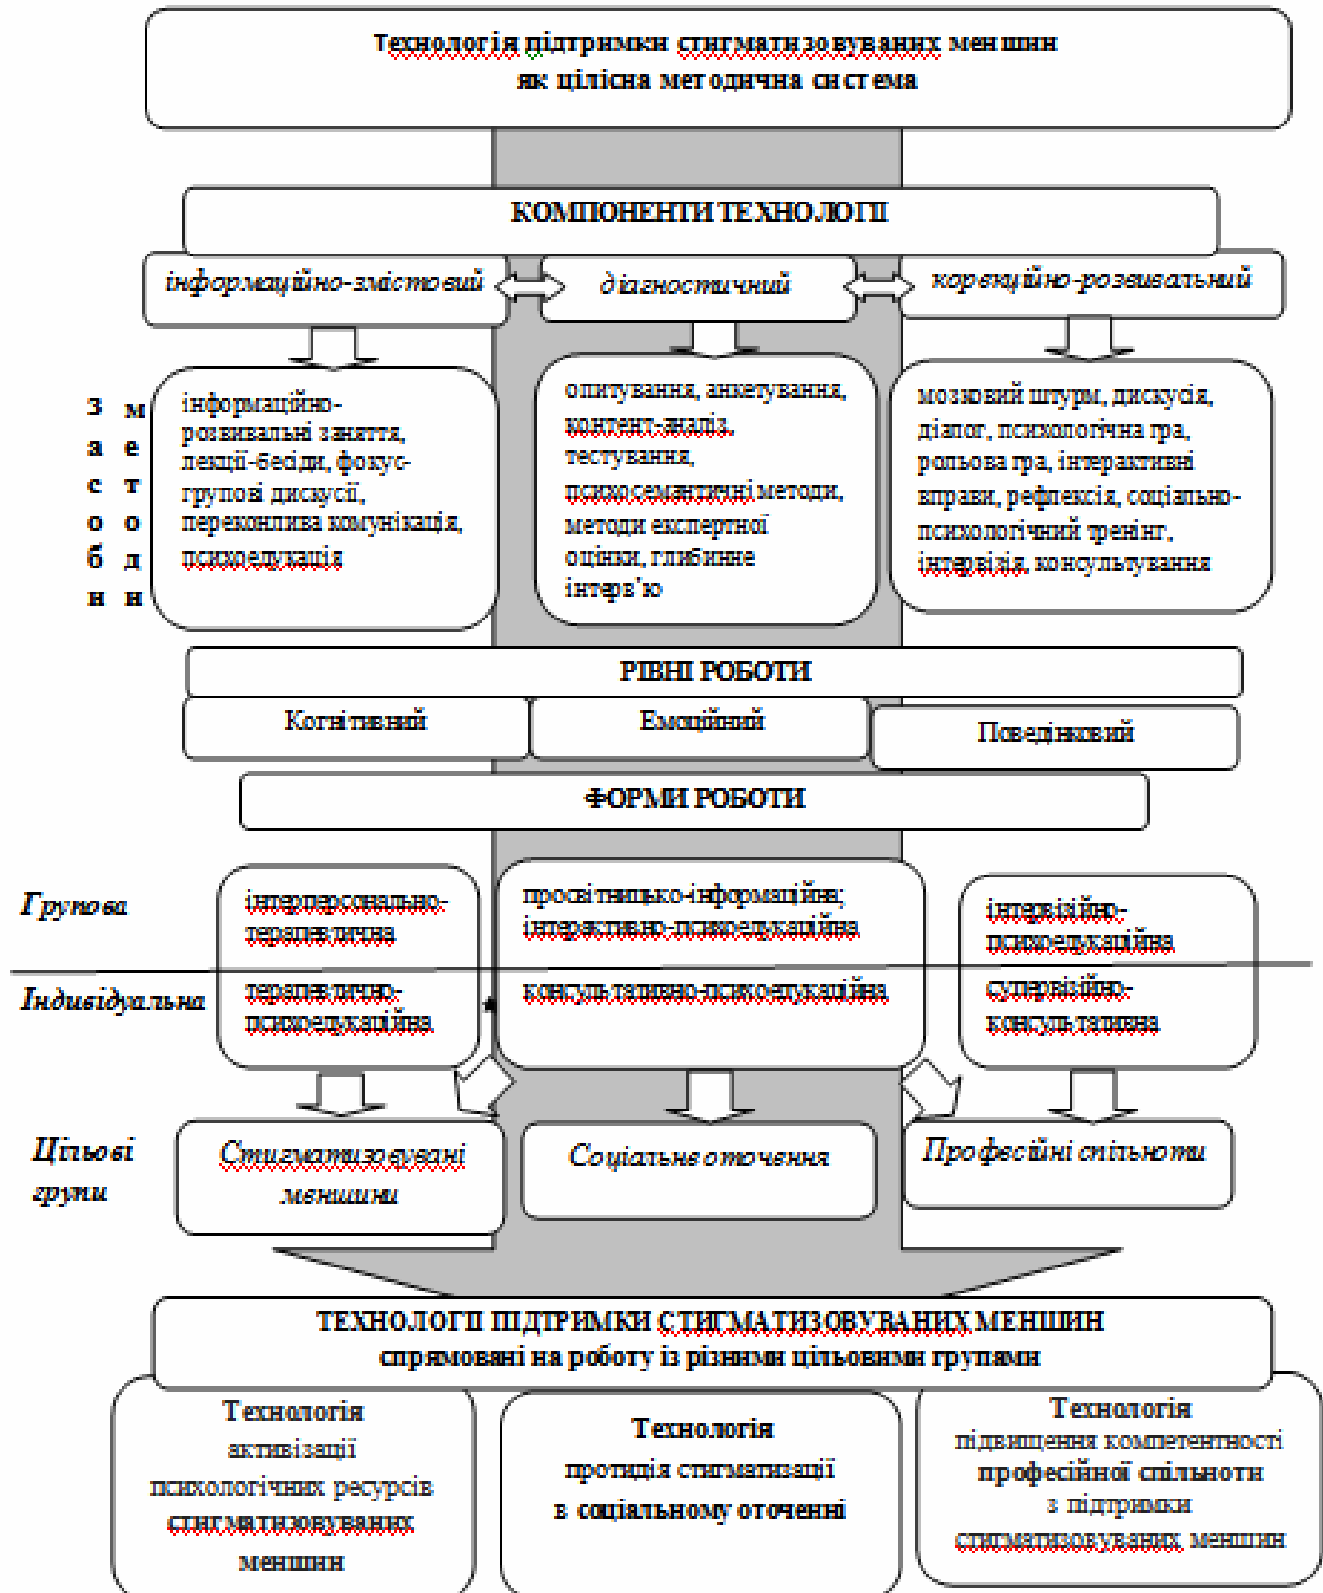 Технологія підтримки стигматизовуваних меншин
як цілісна методична система
КОМПОНЕНТИ ТЕХНОЛОГІЇ
інформаційно-змістовий
діагностичний
корекційно-розвивальний
засоби
методи
інформаційно-
розвивальні заняття,
лекції-бесіди, фокус-
групові дискусії,
переконлива комунікація,
психоедукація
опитування, анкетування,
контент-аналіз,
тестування,
психосемантичні методи,
методи експертної
оцінки, глибинне
інтерв’ю
мозковий штурм, дискусія,
діалог, психологічна гра,
рольова гра, інтерактивні
вправи, рефлексія, соціально-
психологічний тренінг,
інтервізія, консультування
РІВНІ РОБОТИ
Когнітивний
Емоційний
Поведінковий
ФОРМИ РОБОТИ
Групова
інтерперсонально-
терапевтична
просвітницько-інформаційна;
інтерактивно-психоедукаційна
інтервізійно-
психоедукаційна
Індивідуальна
терапевтично-
психоедукаційна
консультативно-психоедукаційна
супервізійно-
консультативна
Цільові
групи
Стигматизовувані
меншини
Соціальне оточення
Професійні спільноти
ТЕХНОЛОГІЇ ПІДТРИМКИ СТИГМАТИЗОВУВАНИХ МЕНШИН
спрямовані на роботу із різними цільовими групами
Технологія
активізації
психологічних ресурсів
стигматизовуваних
меншин
Технологія
протидія стигматизації
в соціальному оточенні
Технологія
підвищення компетентності
професійної спільноти
з підтримки
стигматизовуваних меншин